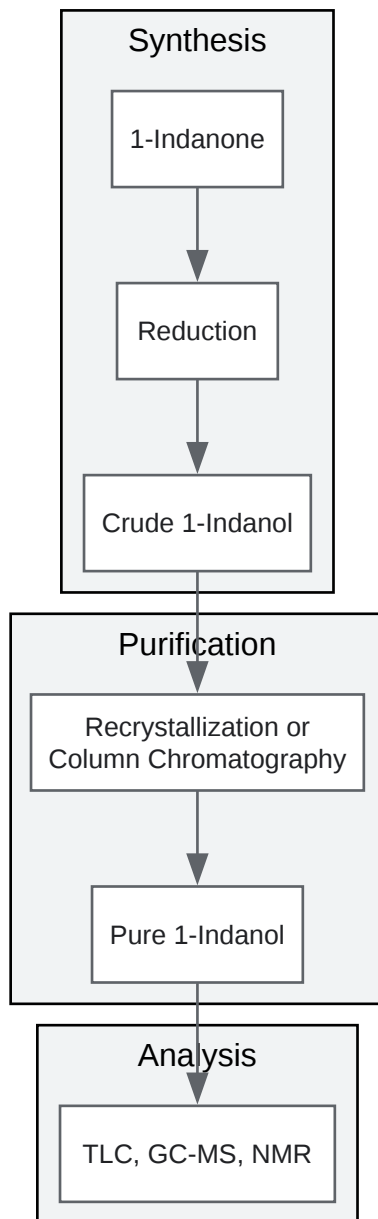 Synthesis
1-Indanone
Reduction
Crude 1-Indanol
Purification
Recrystallization or
Column Chromatography
Pure 1-Indanol
Analysis
TLC, GC-MS, NMR